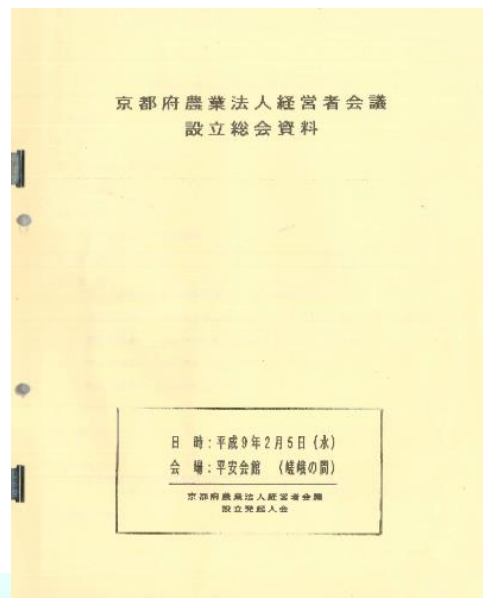 京都府農業法人経営者会議
設立総会資料
日 時：平成9年2月5日（水）
会 場：平安会館 （嵯峨の間）
京都府農業法人経営者会議
設立発起人会